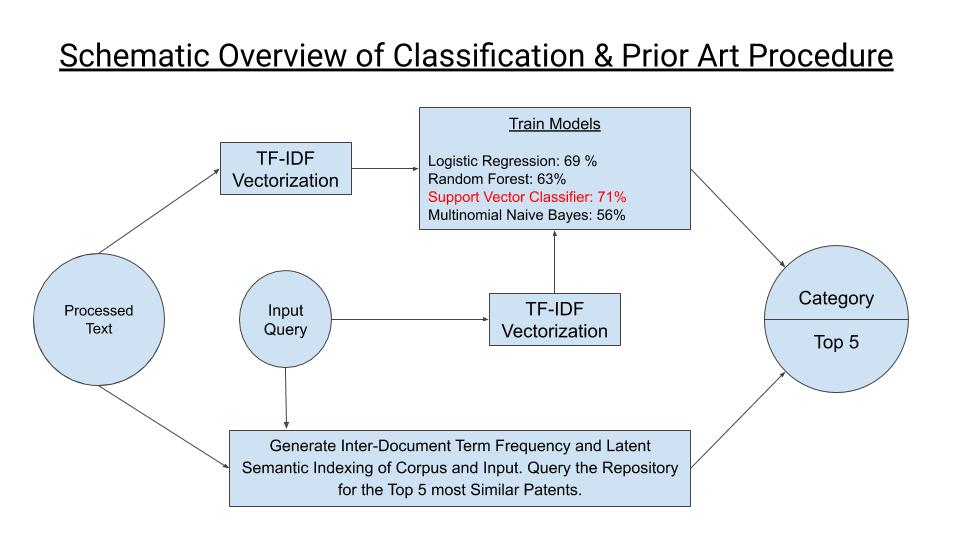 Schematic Overview of Classification & Prior Art Procedure
TF-IDF
Vectorization
Train Models
Logistic Regression: 69 %
Random Forest: 63%
Support Vector Classifier: 71%
Multinomial Naive Bayes: 56%
Processed
Text
Input
Query
TF-IDF
Vectorization
Category
Top 5
Generate Inter-Document Term Frequency and Latent
Semantic Indexing of Corpus and Input. Query the Repository
for the Top 5 most Similar Patents.